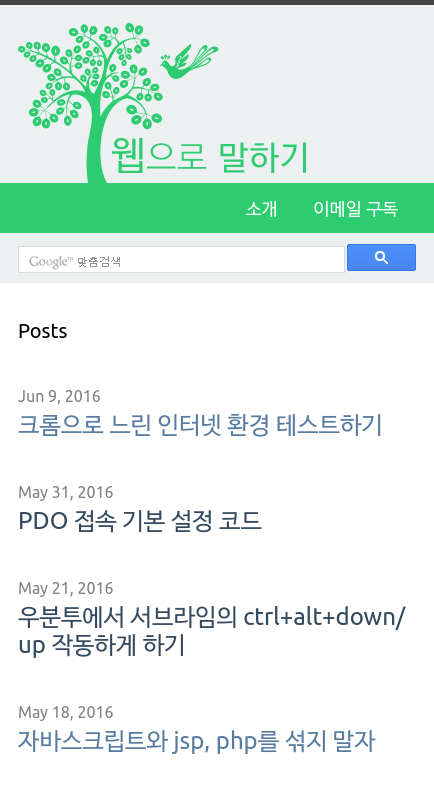 웹으로 말하기
소개 이메일 구독
Google™ 맞춤검색
Posts
Jun 9, 2016
크롬으로 느린 인터넷 환경 테스트하기
May 31, 2016
PDO 접속 기본 설정 코드
May 21, 2016
우분투에서 서브라임의 ctrl+alt+down/
up 작동하게 하기
May 18, 2016
자바스크립트와 jsp, php를 섞지 말자